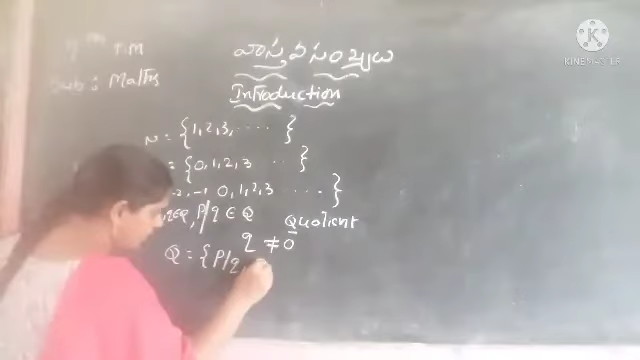 9th T.M
Sub: Maths
వాస్తవ సంఖ్యలు
Introduction
N = {1, 2, 3, ....}
= {0, 1, 2, 3 ...}
-2, -1 0, 1, 2, 3 ....}
P/q ∈ Q
Quotient
q ≠ 0
Q = {P/q
KINEMASTER